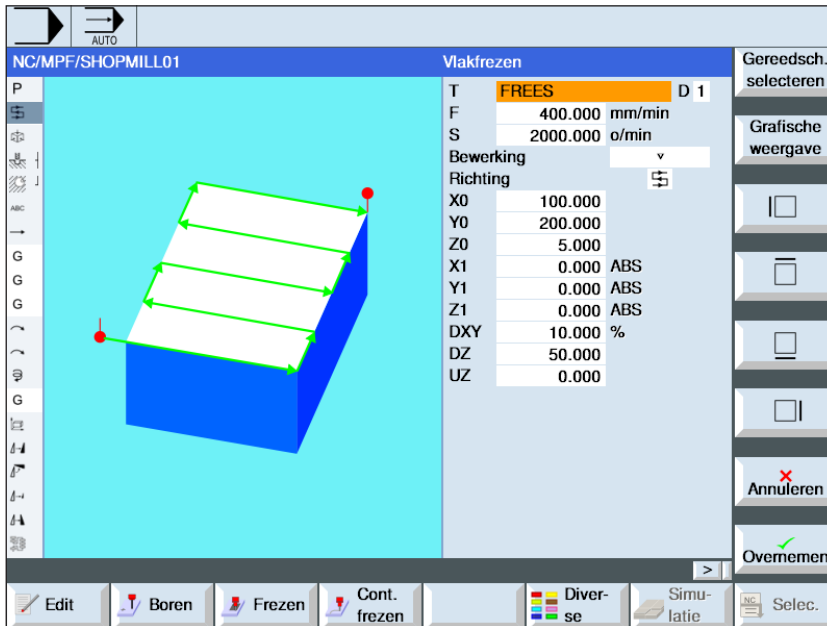 AUTO
NC/MPF/SHOPMILL01
Vlakfrezen
P
ABC
G
G
G
G
T FREES D 1
F 400.000 mm/min
S 2000.000 o/min
Bewerking
Richting
X0 100.000
Y0 200.000
Z0 5.000
X1 0.000 ABS
Y1 0.000 ABS
Z1 0.000 ABS
DXY 10.000 %
DZ 50.000
UZ 0.000
Gereedsch.
selecteren
Grafische
weergave
Annuleren
Overnemen
>
Edit
Boren
Frezen
Cont.
frezen
Diver-
se
Simu-
latie
NC
Selec.